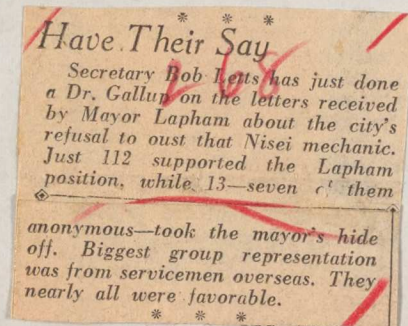 * * *
Have Their Say
Secretary Bob Letts has just done
a Dr. Gallup on the letters received
by Mayor Lapham about the city's
refusal to oust that Nisei mechanic.
Just 112 supported the Lapham
position, while 13—seven of them
anonymous—took the mayor's hide
off. Biggest group representation
was from servicemen overseas. They
nearly all were favorable.
* * *